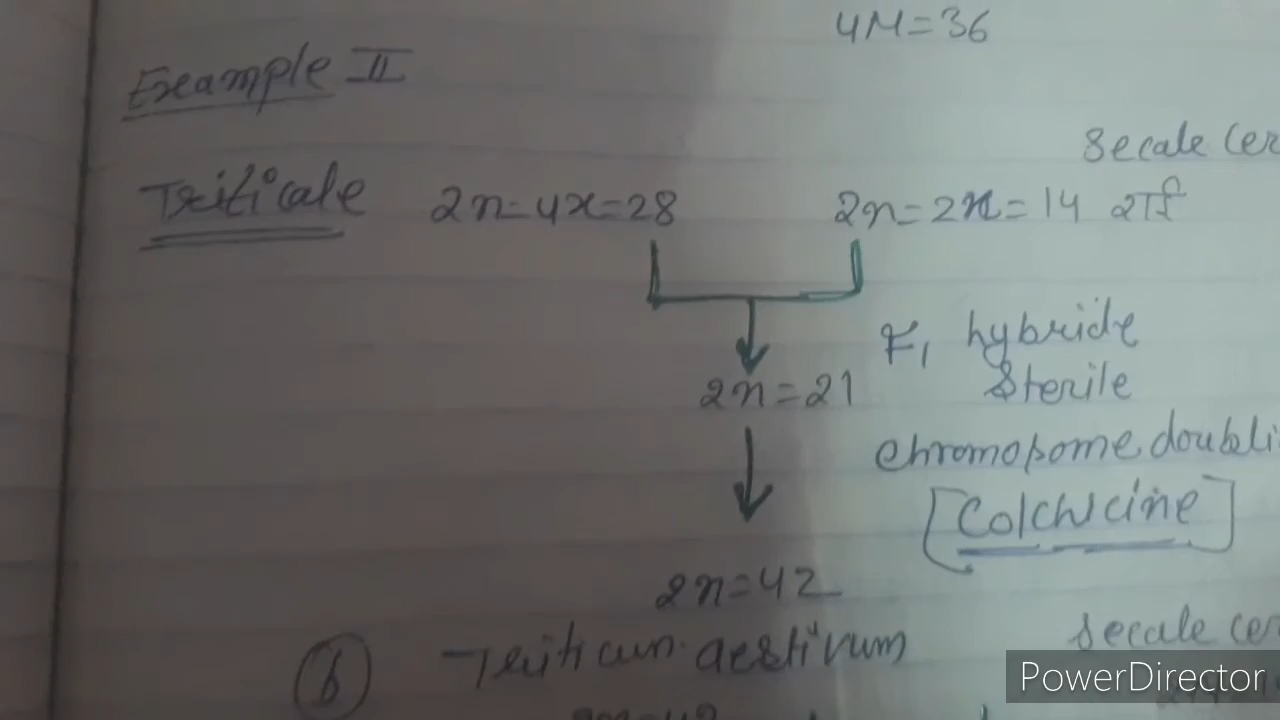 4M=36
Example II
Secale Cer
Triticale 2n=4x=28 2n=2x=14 राई
F1 hybride
Sterile
2n=21
Chromosome doubli
[Colchicine]
2n=42
Secale cer
(b) Triticum aestivum
PowerDirector